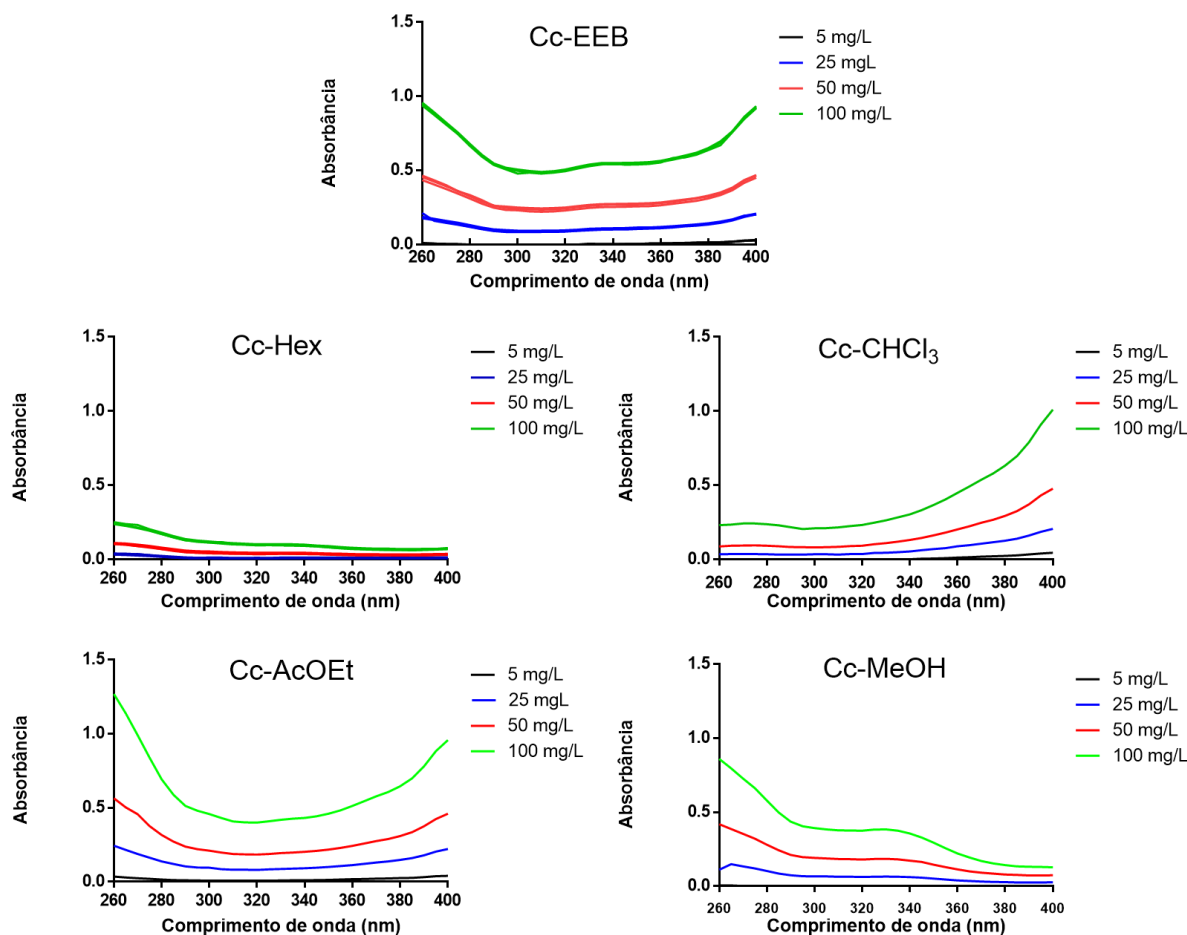 Cc-EEB
Absorbância
1.5
1.0
0.5
0.0
260 280 300 320 340 360 380 400
Comprimento de onda (nm)
5 mg/L
25 mgL
50 mg/L
100 mg/L
Cc-Hex
Absorbância
1.5
1.0
0.5
0.0
260 280 300 320 340 360 380 400
Comprimento de onda (nm)
5 mg/L
25 mg/L
50 mg/L
100 mg/L
Cc-CHCl₃
Absorbância
1.5
1.0
0.5
0.0
260 280 300 320 340 360 380 400
Comprimento de onda (nm)
5 mg/L
25 mg/L
50 mg/L
100 mg/L
Cc-AcOEt
Absorbância
1.5
1.0
0.5
0.0
260 280 300 320 340 360 380 400
Comprimento de onda (nm)
5 mg/L
25 mgL
50 mg/L
100 mg/L
Cc-MeOH
Absorbância
1.5
1.0
0.5
0.0
260 280 300 320 340 360 380 400
Comprimento de onda (nm)
5 mg/L
25 mg/L
50 mg/L
100 mg/L